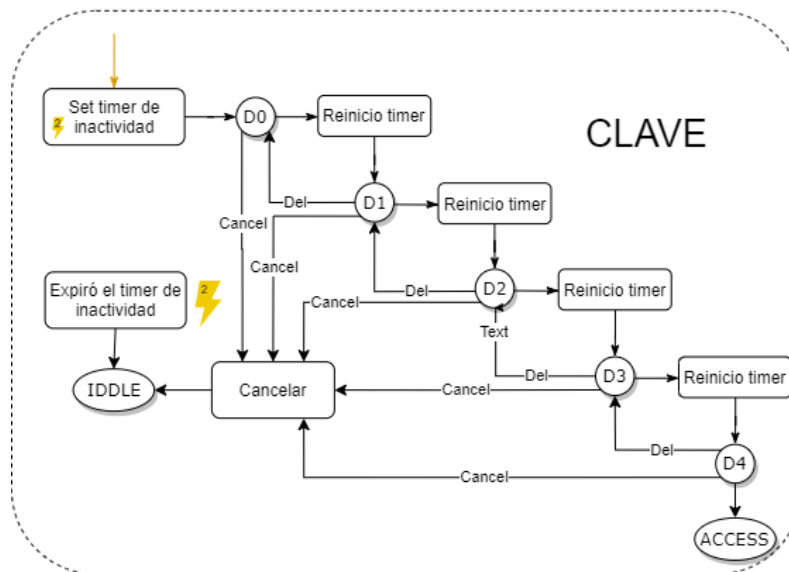 Set timer de
inactividad
2
D0
Reinicio timer
CLAVE
Del
D1
Reinicio timer
Cancel
Cancel
Expiró el timer de
inactividad
2
Del
D2
Reinicio timer
Cancel
Text
IDDLE
Cancelar
Cancel
Del
D3
Reinicio timer
Del
D4
Cancel
ACCESS